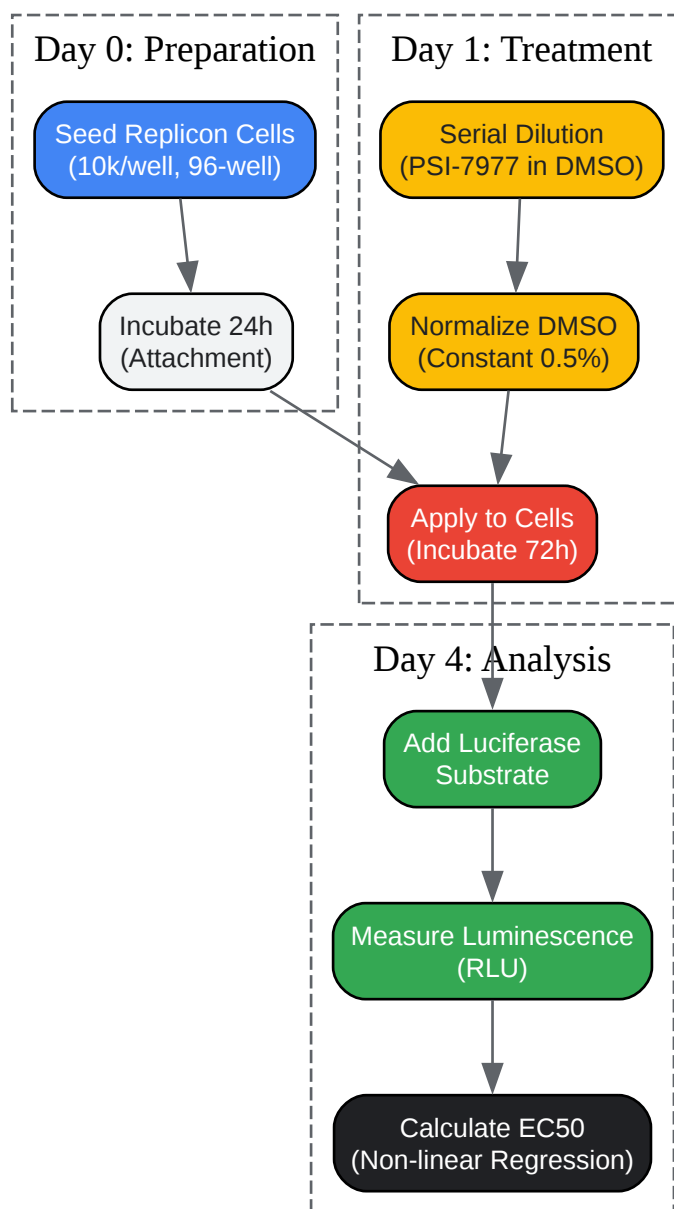 Day 0: Preparation
Seed Replicon Cells
(10k/well, 96-well)
Incubate 24h
(Attachment)
Day 1: Treatment
Serial Dilution
(PSI-7977 in DMSO)
Normalize DMSO
(Constant 0.5%)
Apply to Cells
(Incubate 72h)
Day 4: Analysis
Add Luciferase
Substrate
Measure Luminescence
(RLU)
Calculate EC50
(Non-linear Regression)